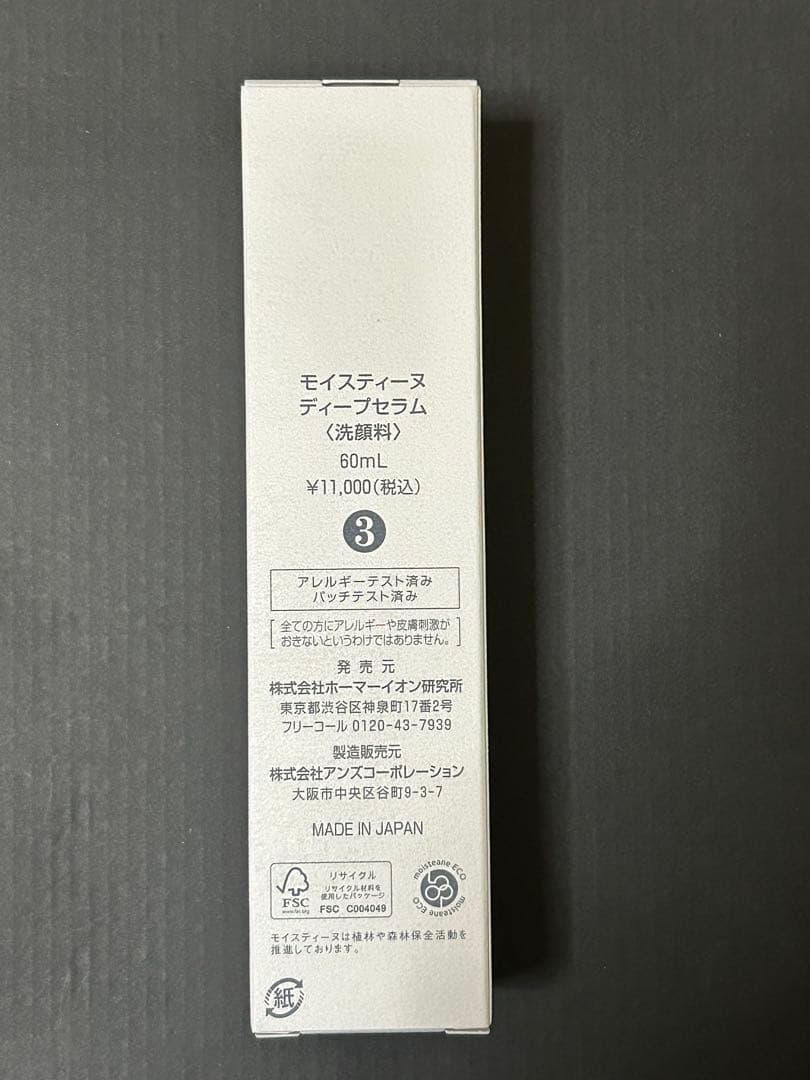 モイスティーヌ
ディープセラム
〈洗顔料〉
60mL
¥11,000(税込)
3
アレルギーテスト済み
パッチテスト済み
全ての方にアレルギーや皮膚刺激が
おきないというわけではありません。
発売元
株式会社ホーマーイオン研究所
東京都渋谷区神泉町17番2号
フリーコール 0120-43-7939
製造販売元
株式会社アンズコーポレーション
大阪市中央区谷町9-3-7
MADE IN JAPAN
FSC
www.fsc.org
リサイクル
リサイクル材料を
使用したパッケージ
FSC C004049
moisteane ECO
moisteane ECO
モイスティーヌは植林や森林保全活動を
推進しております。
紙